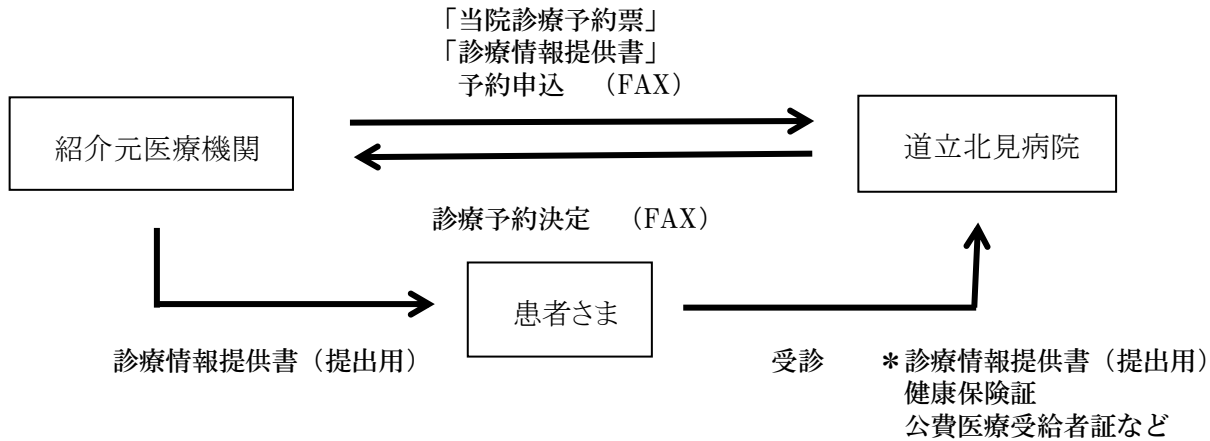 「当院診療予約票」
「診療情報提供書」
予約申込　（FAX）
紹介元医療機関
道立北見病院
診療予約決定　（FAX）
患者さま
診療情報提供書（提出用）
受診　　＊診療情報提供書（提出用）
健康保険証
公費医療受給者証など